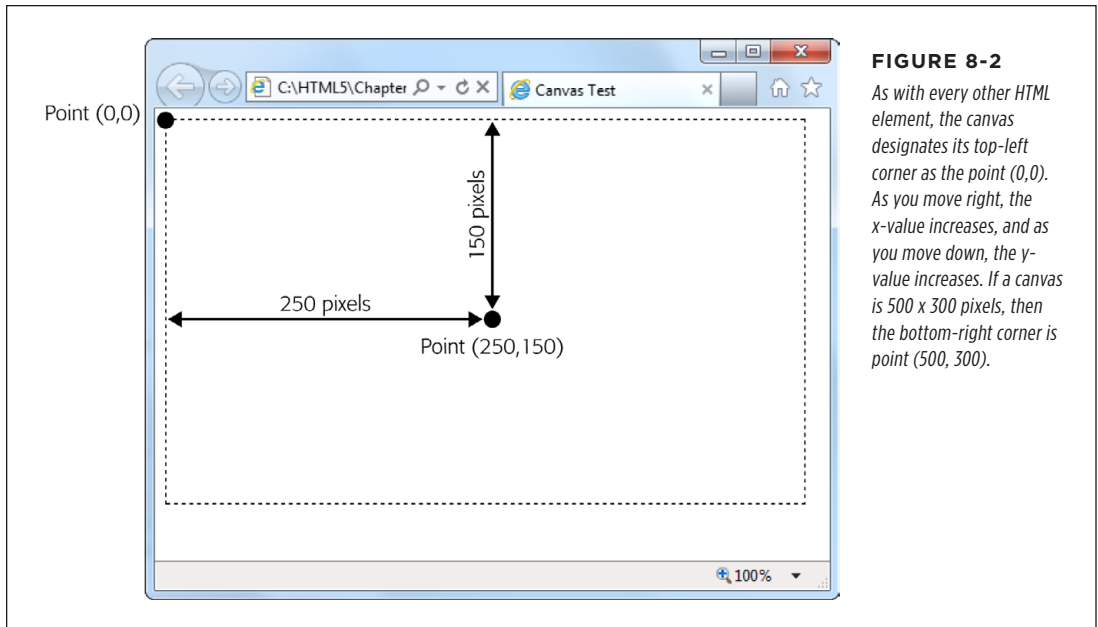 C:\HTML5\Chapter
Canvas Test
Point (0,0)
150 pixels
250 pixels
Point (250,150)
100%
FIGURE 8-2
As with every other HTML
element, the canvas
designates its top-left
corner as the point (0,0).
As you move right, the
x-value increases, and as
you move down, the y-
value increases. If a canvas
is 500 x 300 pixels, then
the bottom-right corner is
point (500, 300).